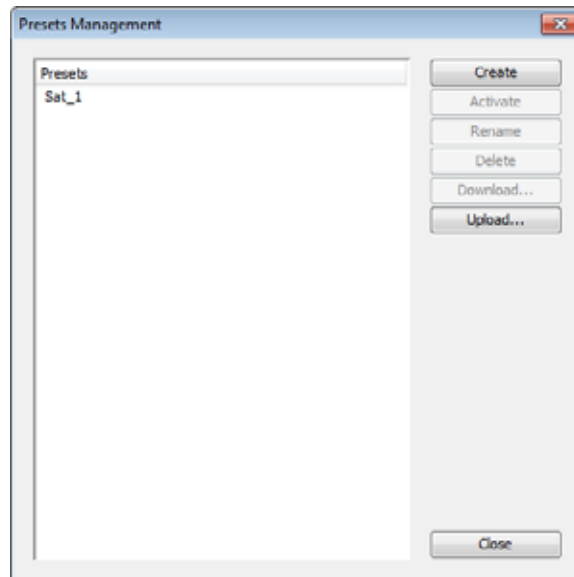 Presets Management
Presets
Sat_1
Create
Activate
Rename
Delete
Download...
Upload...
Close